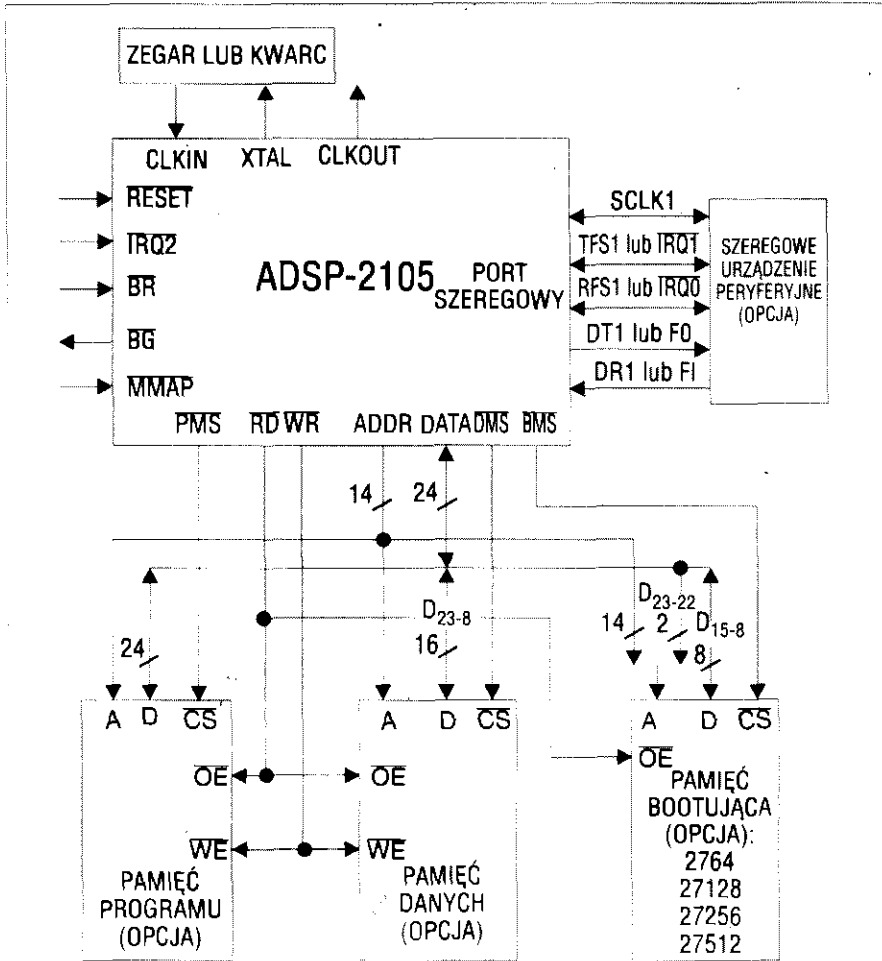 ZEGAR LUB KWARC
CLKIN XTAL CLKOUT
RESET
IRQ2
BR
BG
MMAP
ADSP-2105
PORT
SZEREGOWY
SCLK1
TFS1 lub IRQ1
RFS1 lub IRQ0
DT1 lub F0
DR1 lub FI
SZEREGOWE
URZĄDZENIE
PERYFERYJNE
(OPCJA)
PMS RD WR ADDR DATA DMS BMS
14 24
D23-8
D23-22
D15-8
24 16 14 2 8
A D CS
OE
WE
PAMIĘĆ
PROGRAMU
(OPCJA)
A D CS
OE
WE
PAMIĘĆ
DANYCH
(OPCJA)
A D CS
OE
PAMIĘĆ
BOOTUJĄCA
(OPCJA):
2764
27128
27256
27512